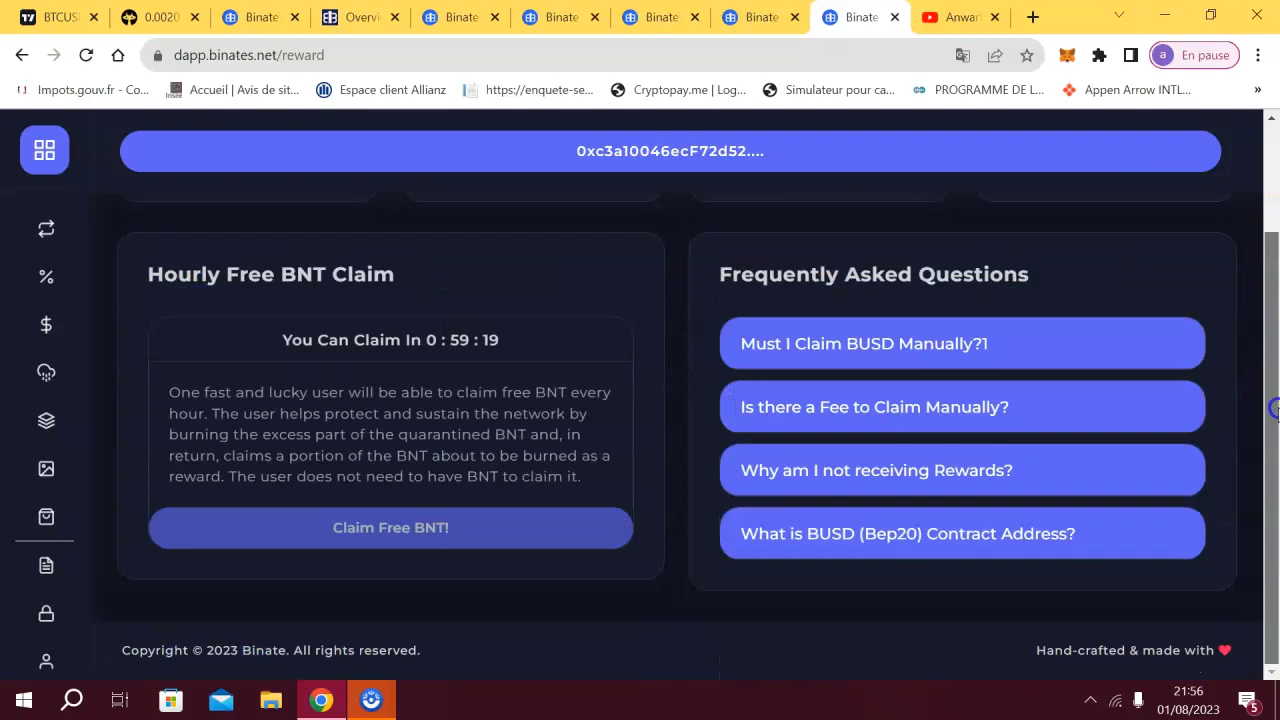 BTCUS
0.0020
Binate
Overvi
Binate
Binate
Binate
Binate
Binate
Anwar
dapp.binates.net/reward
a En pause
Impots.gouv.fr - Co...
Accueil | Avis de sit...
Espace client Allianz
https://enquete-se...
Cryptopay.me | Log...
Simulateur pour ca...
PROGRAMME DE L...
Appen Arrow INTL...
»
0xc3a10046ecF72d52....
Hourly Free BNT Claim
You Can Claim In 0 : 59 : 19
One fast and lucky user will be able to claim free BNT every
hour. The user helps protect and sustain the network by
burning the excess part of the quarantined BNT and, in
return, claims a portion of the BNT about to be burned as a
reward. The user does not need to have BNT to claim it.
Claim Free BNT!
Frequently Asked Questions
Must I Claim BUSD Manually?1
Is there a Fee to Claim Manually?
Why am I not receiving Rewards?
What is BUSD (Bep20) Contract Address?
Copyright © 2023 Binate. All rights reserved.
Hand-crafted & made with
21:56
01/08/2023
5